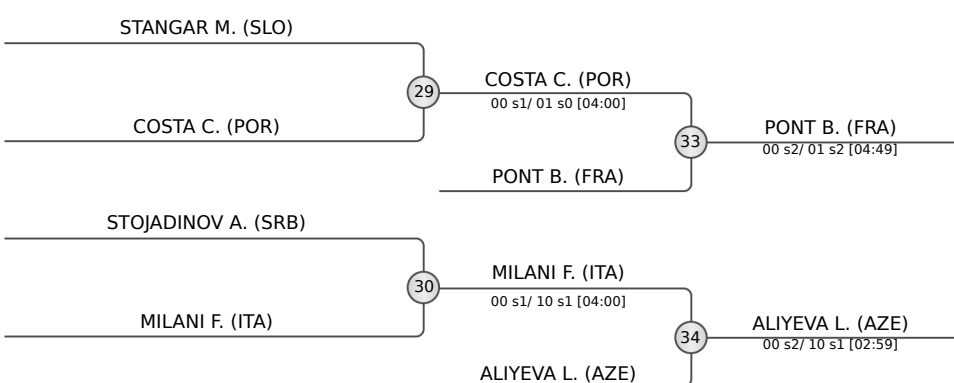 STANGAR M. (SLO)
29
COSTA C. (POR)
COSTA C. (POR)
00 s1/ 01 s0 [04:00]
33
PONT B. (FRA)
PONT B. (FRA)
00 s2/ 01 s2 [04:49]
STOJADINOV A. (SRB)
30
MILANI F. (ITA)
MILANI F. (ITA)
00 s1/ 10 s1 [04:00]
34
ALIYEVA L. (AZE)
ALIYEVA L. (AZE)
00 s2/ 10 s1 [02:59]